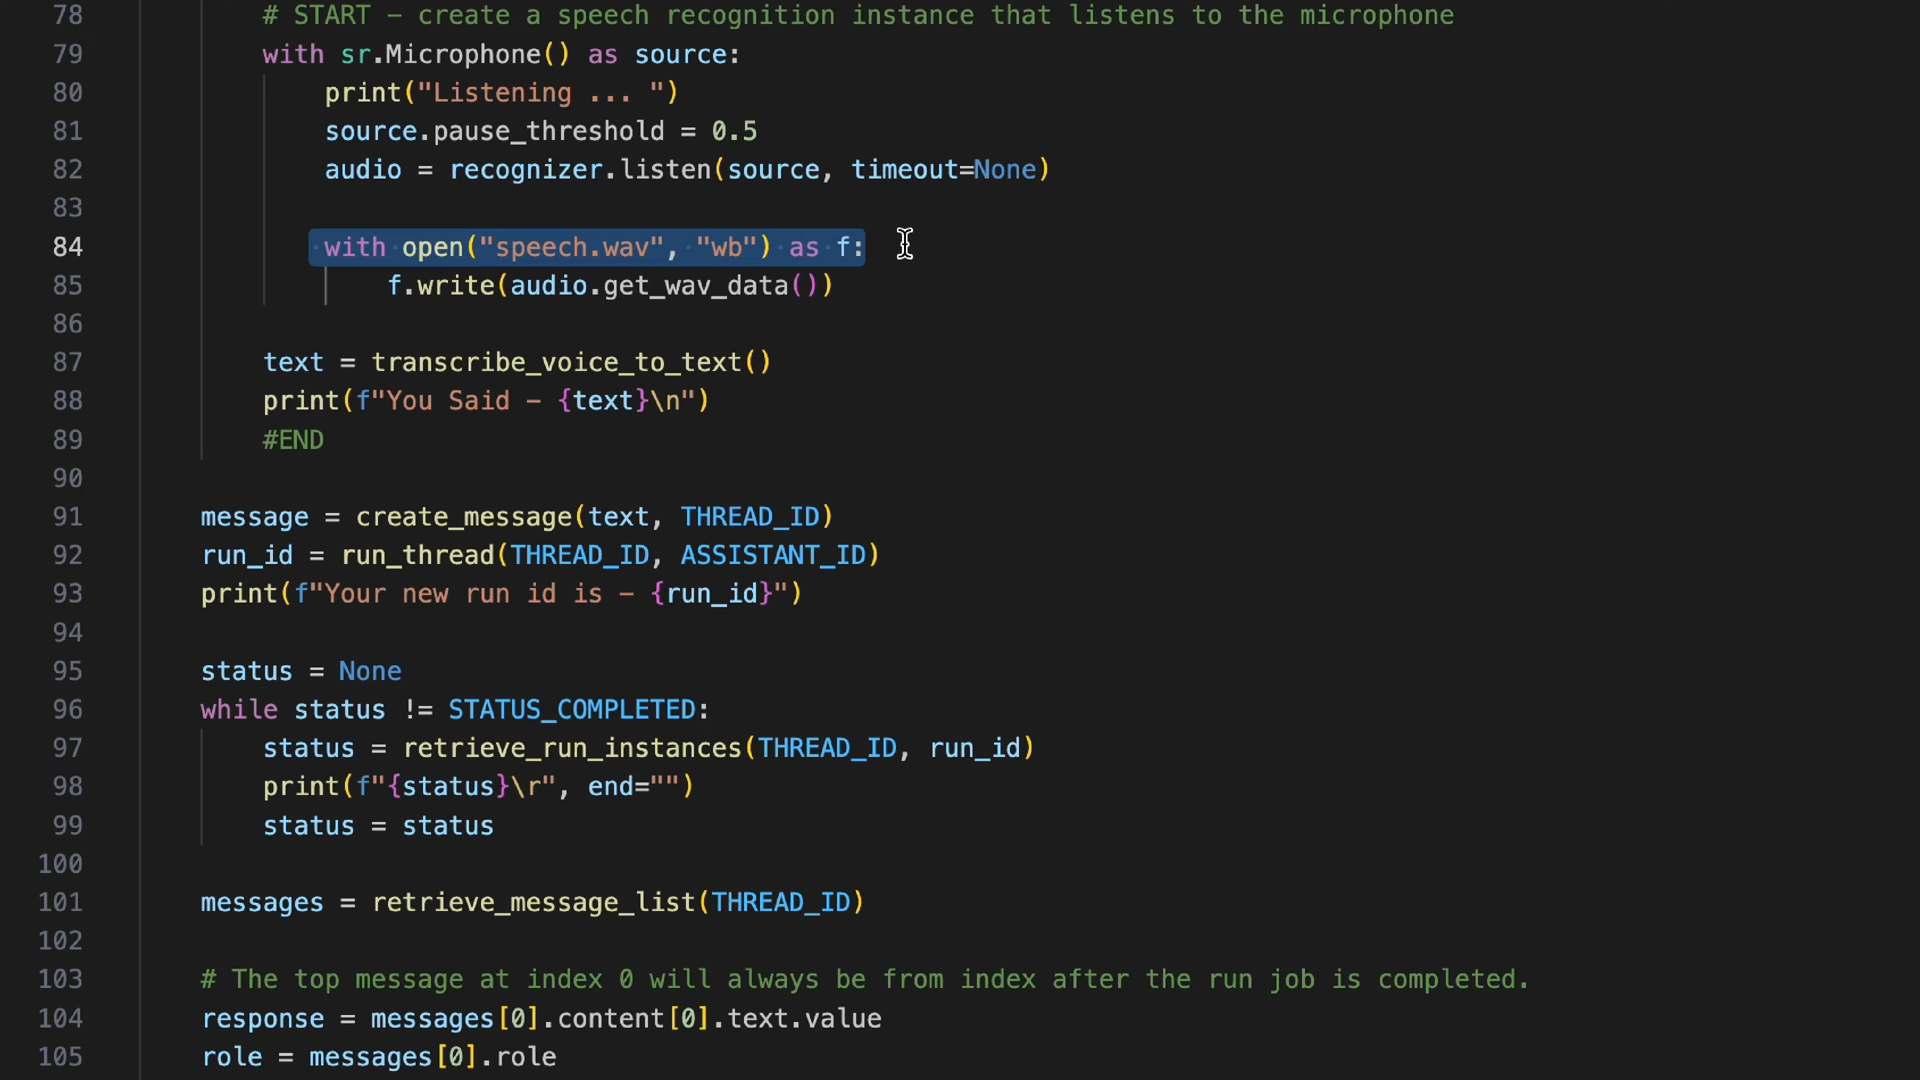 78 # START – create a speech recognition instance that listens to the microphone
79 with sr.Microphone() as source:
80 print("Listening ... ")
81 source.pause_threshold = 0.5
82 audio = recognizer.listen(source, timeout=None)
83
84 with open("speech.wav", "wb") as f:
85 f.write(audio.get_wav_data())
86
87 text = transcribe_voice_to_text()
88 print(f"You Said – {text}\n")
89 #END
90
91 message = create_message(text, THREAD_ID)
92 run_id = run_thread(THREAD_ID, ASSISTANT_ID)
93 print(f"Your new run id is – {run_id}")
94
95 status = None
96 while status != STATUS_COMPLETED:
97 status = retrieve_run_instances(THREAD_ID, run_id)
98 print(f"{status}\r", end="")
99 status = status
100
101 messages = retrieve_message_list(THREAD_ID)
102
103 # The top message at index 0 will always be from index after the run job is completed.
104 response = messages[0].content[0].text.value
105 role = messages[0].role